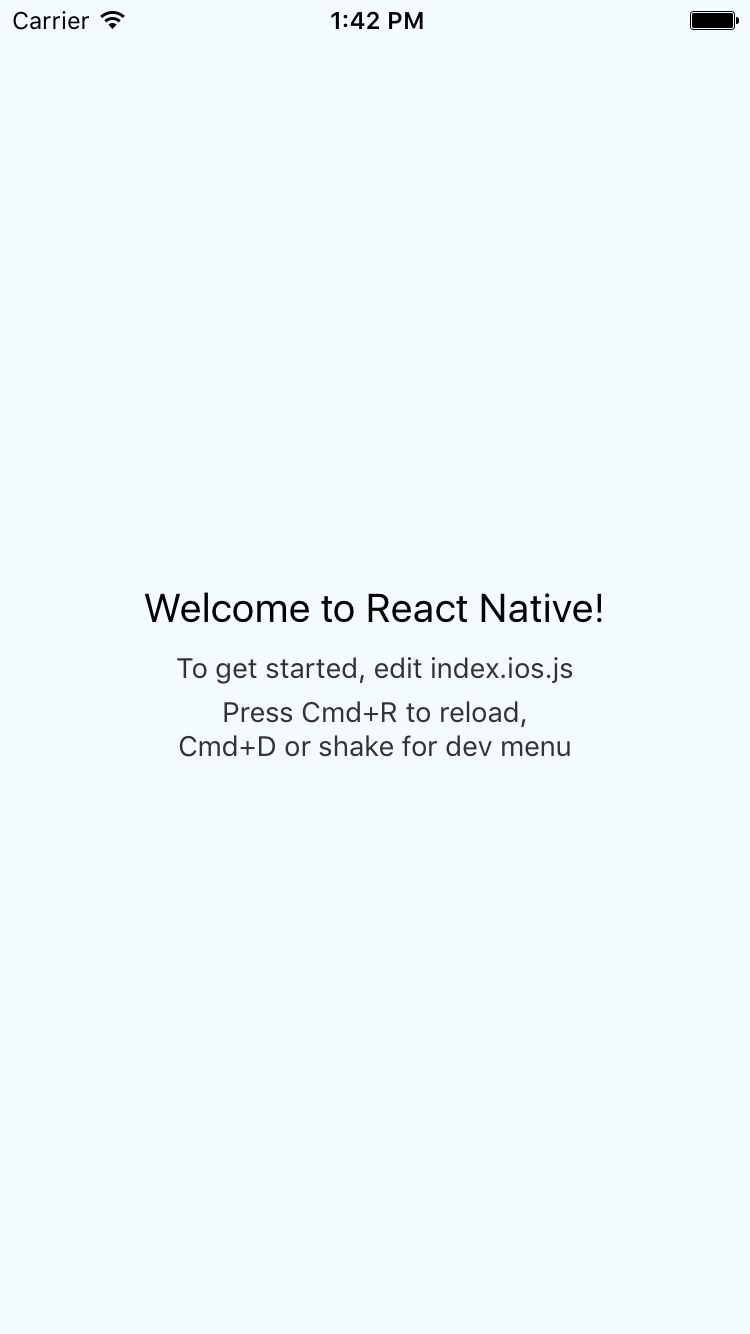 Carrier 1:42 PM
Welcome to React Native!
To get started, edit index.ios.js
Press Cmd+R to reload,
Cmd+D or shake for dev menu